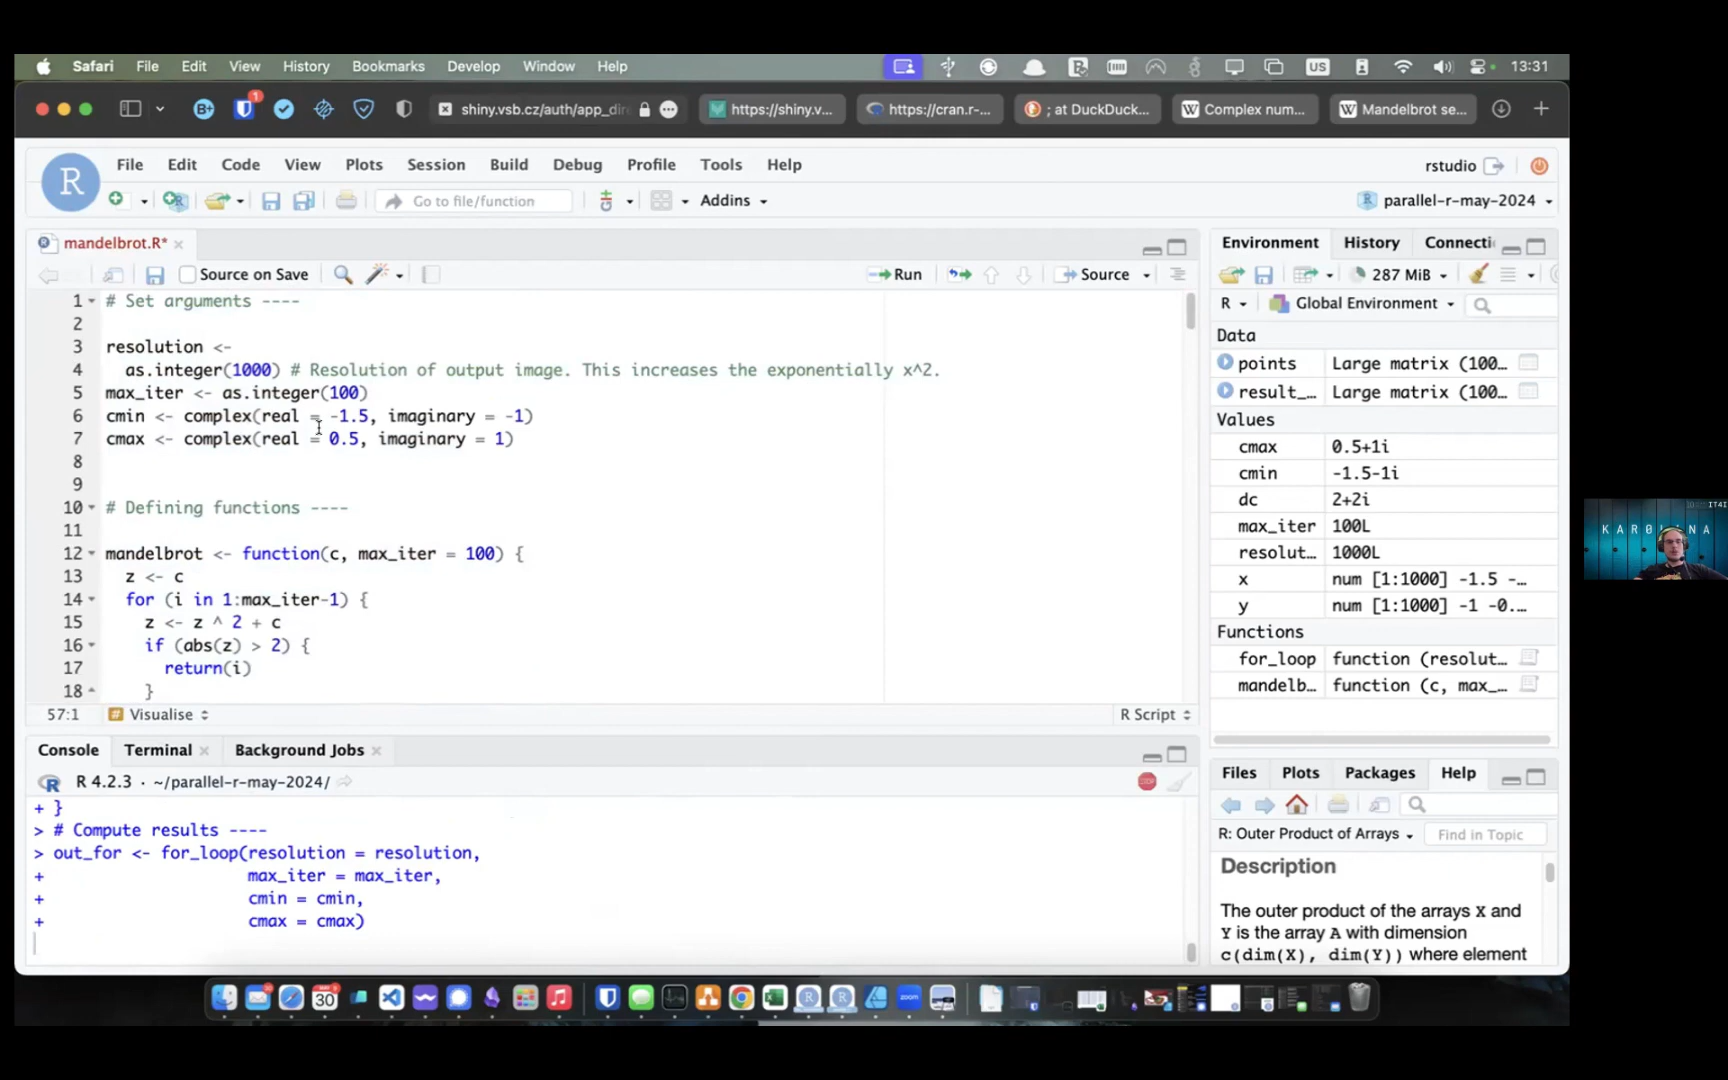 Safari File Edit View History Bookmarks Develop Window Help US 13:31
B+ 1 shiny.vsb.cz/auth/app_dir https://shiny.v... https://cran.r-... ; at DuckDuck... W Complex num... W Mandelbrot se...
R File Edit Code View Plots Session Build Debug Profile Tools Help rstudio
Go to file/function Addins parallel-r-may-2024
mandelbrot.R*
Source on Save Run Source
1 # Set arguments ----
2
3 resolution <-
4 as.integer(1000) # Resolution of output image. This increases the exponentially x^2.
5 max_iter <- as.integer(100)
6 cmin <- complex(real = -1.5, imaginary = -1)
7 cmax <- complex(real = 0.5, imaginary = 1)
8
9
10 # Defining functions ----
11
12 mandelbrot <- function(c, max_iter = 100) {
13 z <- c
14 for (i in 1:max_iter-1) {
15 z <- z ^ 2 + c
16 if (abs(z) > 2) {
17 return(i)
18 }
57:1 # Visualise R Script
Console Terminal Background Jobs
R 4.2.3 · ~/parallel-r-may-2024/
+ }
> # Compute results ----
> out_for <- for_loop(resolution = resolution,
+ max_iter = max_iter,
+ cmin = cmin,
+ cmax = cmax)
Environment History Connecti
287 MiB
R Global Environment
Data
points Large matrix (100...
result_... Large matrix (100...
Values
cmax 0.5+1i
cmin -1.5-1i
dc 2+2i
max_iter 100L
resolut... 1000L
x num [1:1000] -1.5 -...
y num [1:1000] -1 -0....
Functions
for_loop function (resolut...
mandelb... function (c, max_...
Files Plots Packages Help
R: Outer Product of Arrays Find in Topic
Description
The outer product of the arrays X and
Y is the array A with dimension
c(dim(X), dim(Y)) where element
30 zoom
IT4I
KAROLINA